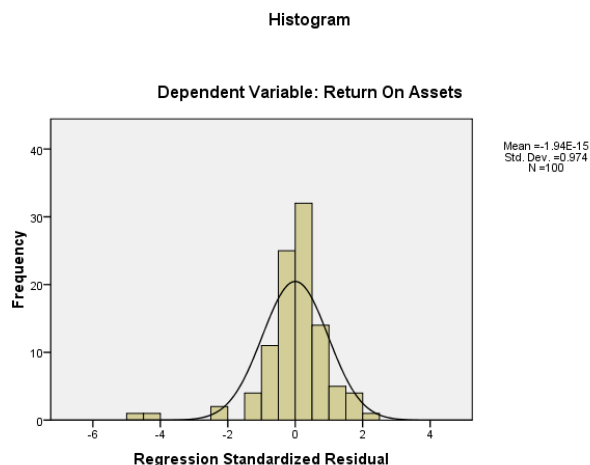 Histogram
Dependent Variable: Return On Assets
Mean =-1.94E-15
Std. Dev. =0.974
N =100
40
30
20
10
0
Frequency
-6 -4 -2 0 2 4
Regression Standardized Residual